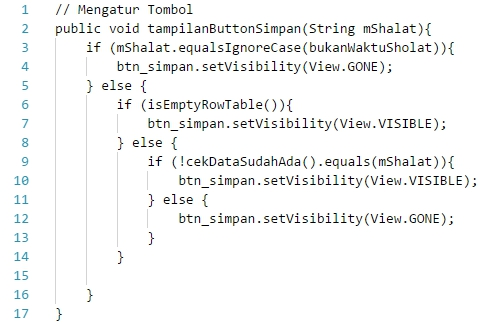 1 // Mengatur Tombol
2 public void tampilanButtonSimpan(String mShalat){
3     if (mShalat.equalsIgnoreCase(bukanWaktuSholat)){
4         btn_simpan.setVisibility(View.GONE);
5     } else {
6         if (isEmptyRowTable()){
7             btn_simpan.setVisibility(View.VISIBLE);
8         } else {
9             if (!cekDataSudahAda().equals(mShalat)){
10                 btn_simpan.setVisibility(View.VISIBLE);
11             } else {
12                 btn_simpan.setVisibility(View.GONE);
13             }
14         }
15
16     }
17 }